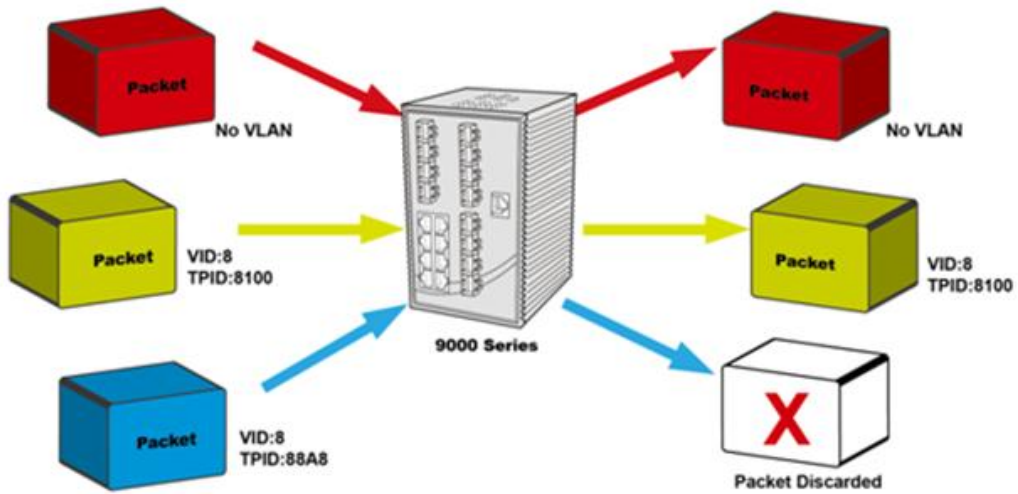 Packet
No VLAN
Packet
No VLAN
Packet
VID:8
TPID:8100
Packet
VID:8
TPID:8100
9000 Series
Packet
VID:8
TPID:88A8
X
Packet Discarded